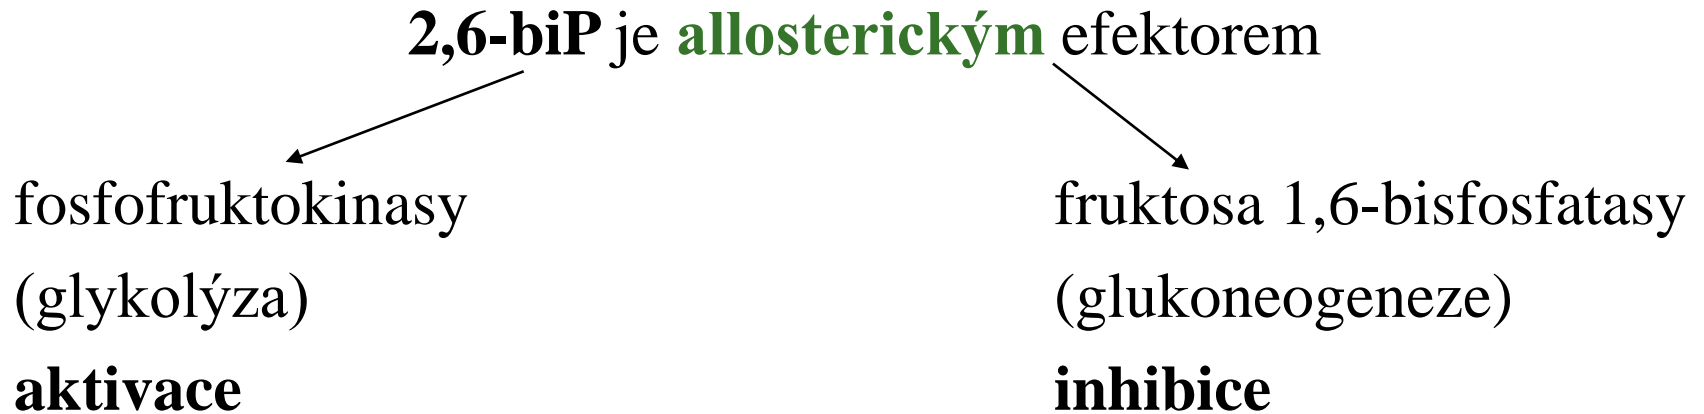 2,6-biP je allosterickým efektorem
fosfofruktokinasy
(glykolýza)
aktivace
fruktosa 1,6-bisfosfatasy
(glukoneogeneze)
inhibice